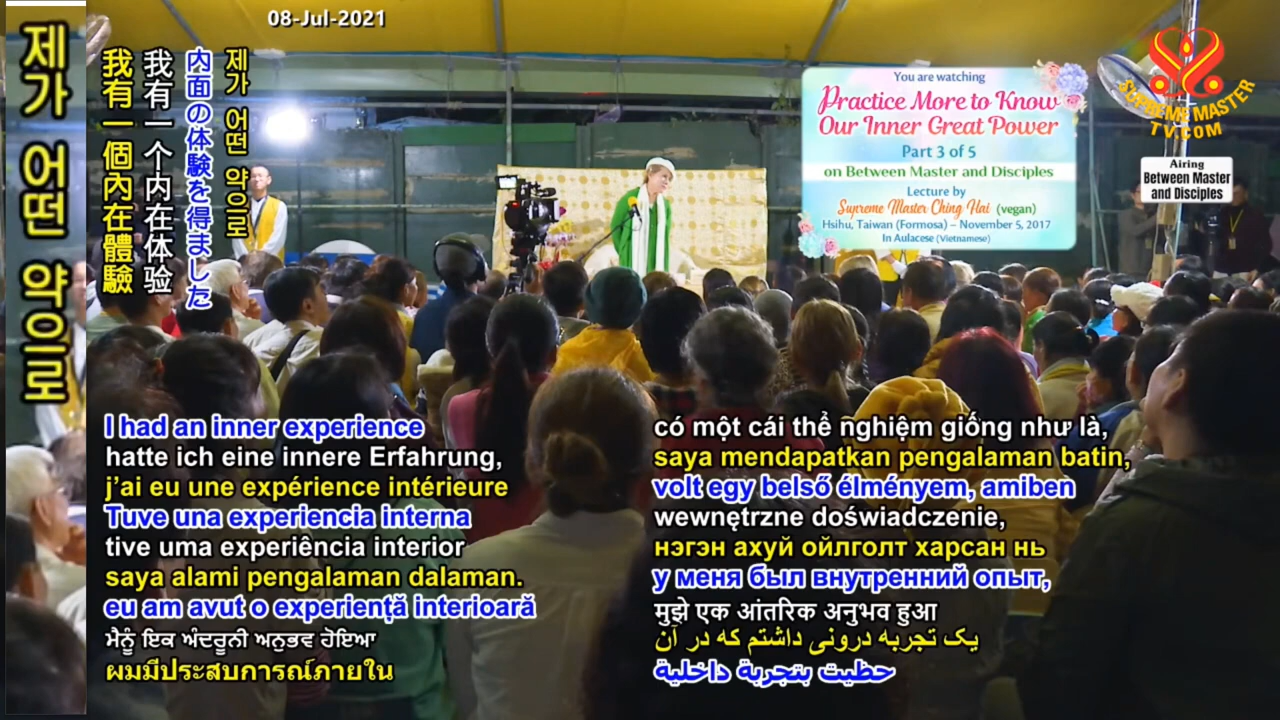 08-Jul-2021
제가 어떤 약으로
我有一個內在體驗
我有一个内在体验
内面の体験を得ました
제가 어떤 약으로
You are watching
Practice More to Know
Our Inner Great Power
Part 3 of 5
on Between Master and Disciples
Lecture by
Supreme Master Ching Hai (vegan)
Hsihu, Taiwan (Formosa) – November 5, 2017
In Aulacese (Vietnamese)
SUPREME MASTER
TV.COM
Airing
Between Master
and Disciples
I had an inner experience
hatte ich eine innere Erfahrung,
j’ai eu une expérience intérieure
Tuve una experiencia interna
tive uma experiência interior
saya alami pengalaman dalaman.
eu am avut o experiență interioară
ਮੈਨੂੰ ਇਕ ਅੰਦਰੂਨੀ ਅਨੁਭਵ ਹੋਇਆ
ผมมีประสบการณ์ภายใน
có một cái thể nghiệm giống như là,
saya mendapatkan pengalaman batin,
volt egy belső élményem, amiben
wewnętrzne doświadczenie,
нэгэн ахуй ойлголт харсан нь
у меня был внутренний опыт,
मुझे एक आंतरिक अनुभव हुआ
یک تجربه درونی داشتم که در آن
حظيت بتجربة داخلية